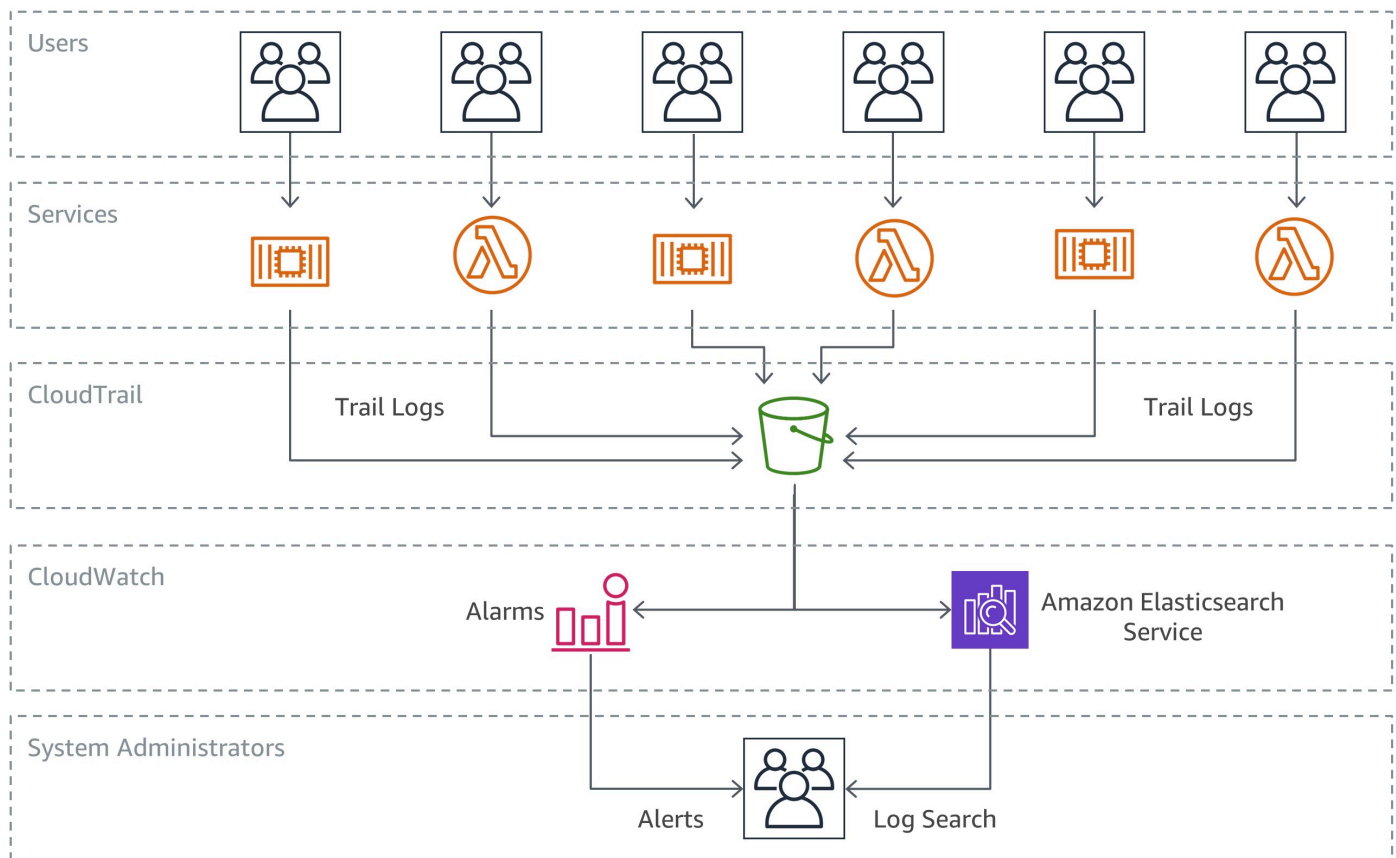 Users
Services
CloudTrail
Trail Logs
Trail Logs
CloudWatch
Alarms
Amazon Elasticsearch
Service
System Administrators
Alerts
Log Search